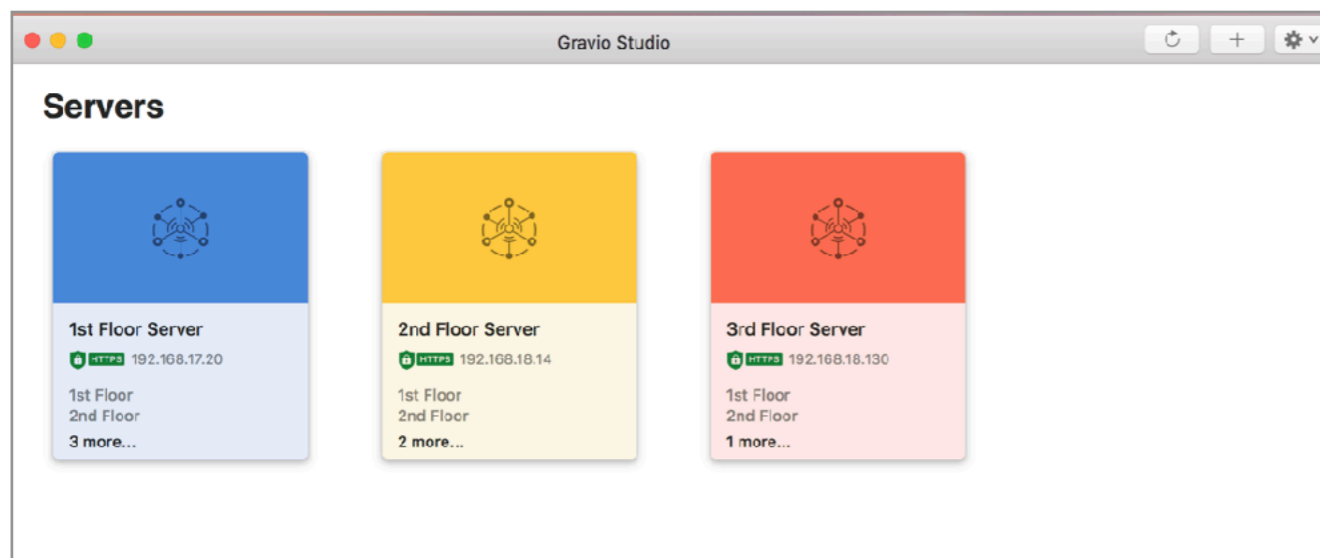 Gravio Studio
Servers
1st Floor Server
HTTPS 192.168.17.20
1st Floor
2nd Floor
3 more...
2nd Floor Server
HTTPS 192.168.18.14
1st Floor
2nd Floor
2 more...
3rd Floor Server
HTTPS 192.168.18.130
1st Floor
2nd Floor
1 more...